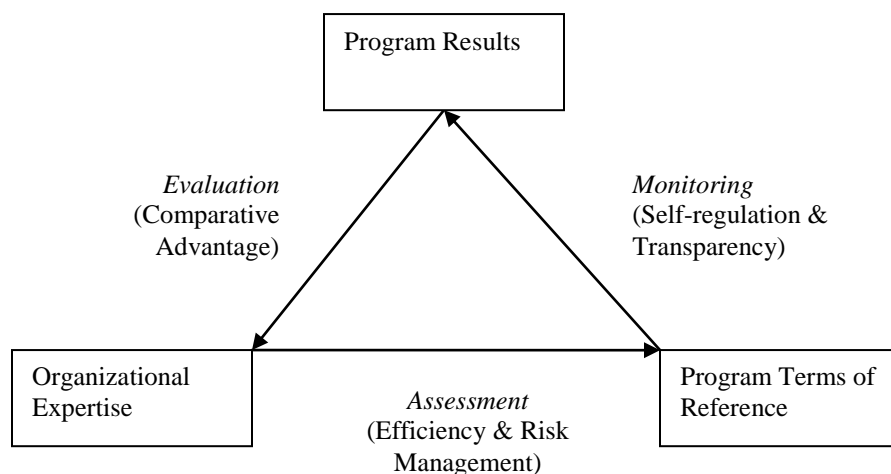 Program Results
Evaluation
(Comparative
Advantage)
Monitoring
(Self-regulation &
Transparency)
Organizational
Expertise
Assessment
(Efficiency & Risk
Management)
Program Terms of
Reference